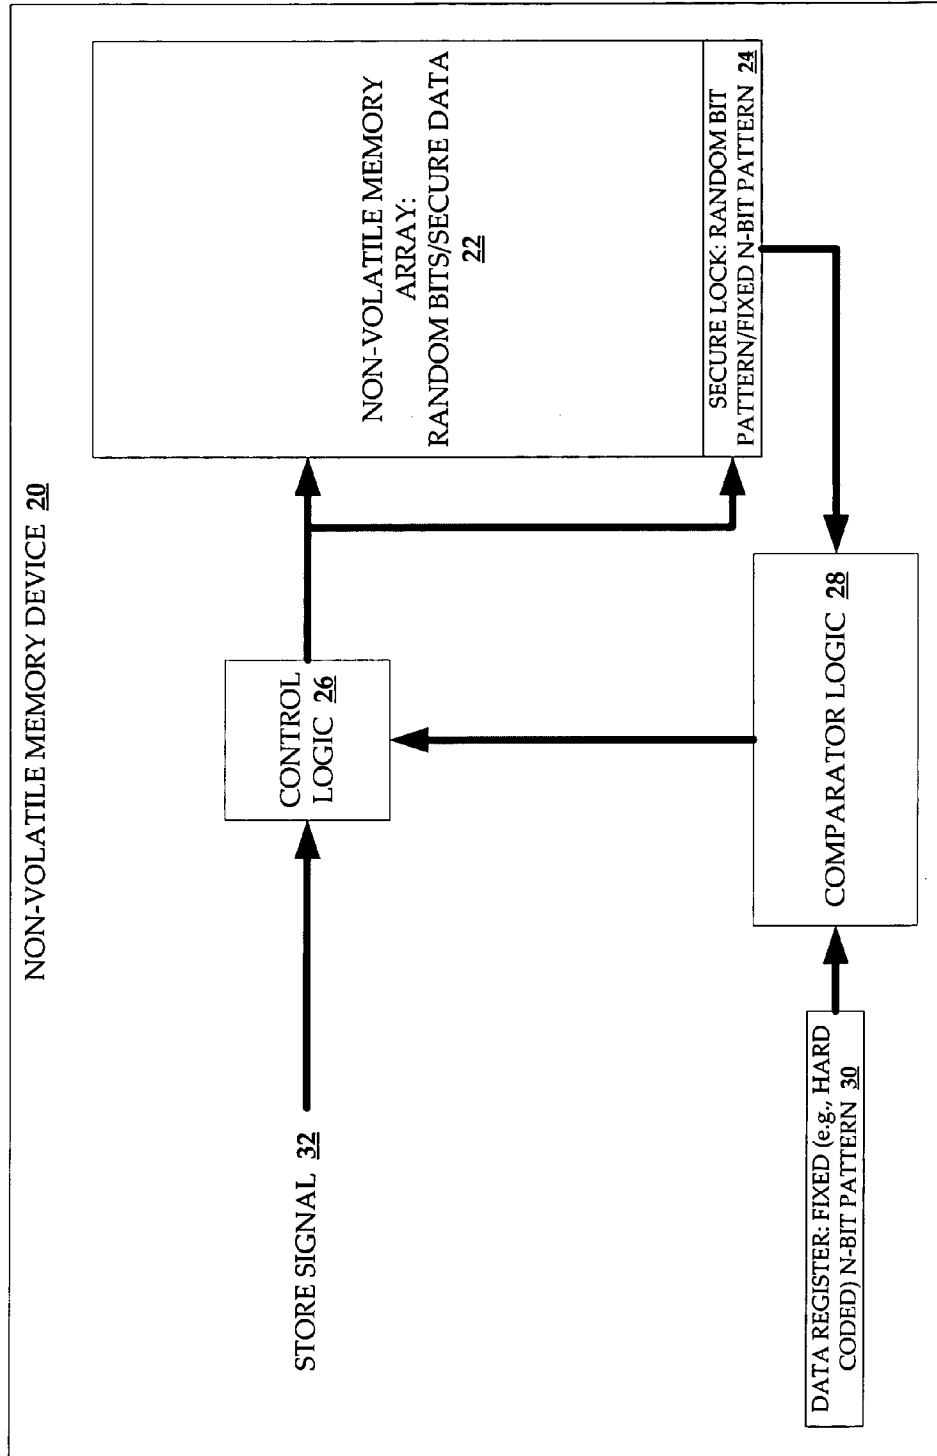 NON-VOLATILE MEMORY DEVICE 20
STORE SIGNAL 32
CONTROL
LOGIC 26
NON-VOLATILE MEMORY
ARRAY:
RANDOM BITS/SECURE DATA
22
SECURE LOCK: RANDOM BIT
PATTERN/FIXED N-BIT PATTERN 24
DATA REGISTER: FIXED (e.g., HARD
CODED) N-BIT PATTERN 30
COMPARATOR LOGIC 28